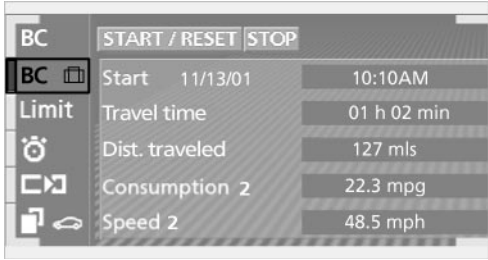 BC START / RESET STOP
BC Start 11/13/01 10:10AM
Limit Travel time 01 h 02 min
Dist. traveled 127 mls
Consumption 2 22.3 mpg
Speed 2 48.5 mph